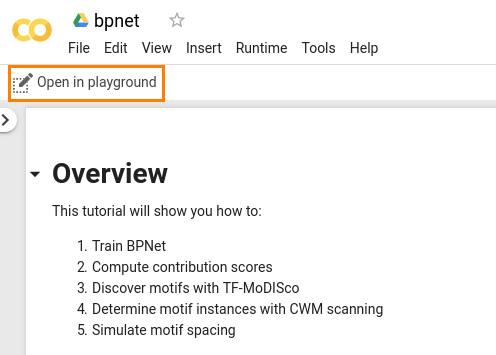 bpnet
File Edit View Insert Runtime Tools Help
Open in playground
Overview
This tutorial will show you how to:
1. Train BPNet
2. Compute contribution scores
3. Discover motifs with TF-MoDISco
4. Determine motif instances with CWM scanning
5. Simulate motif spacing